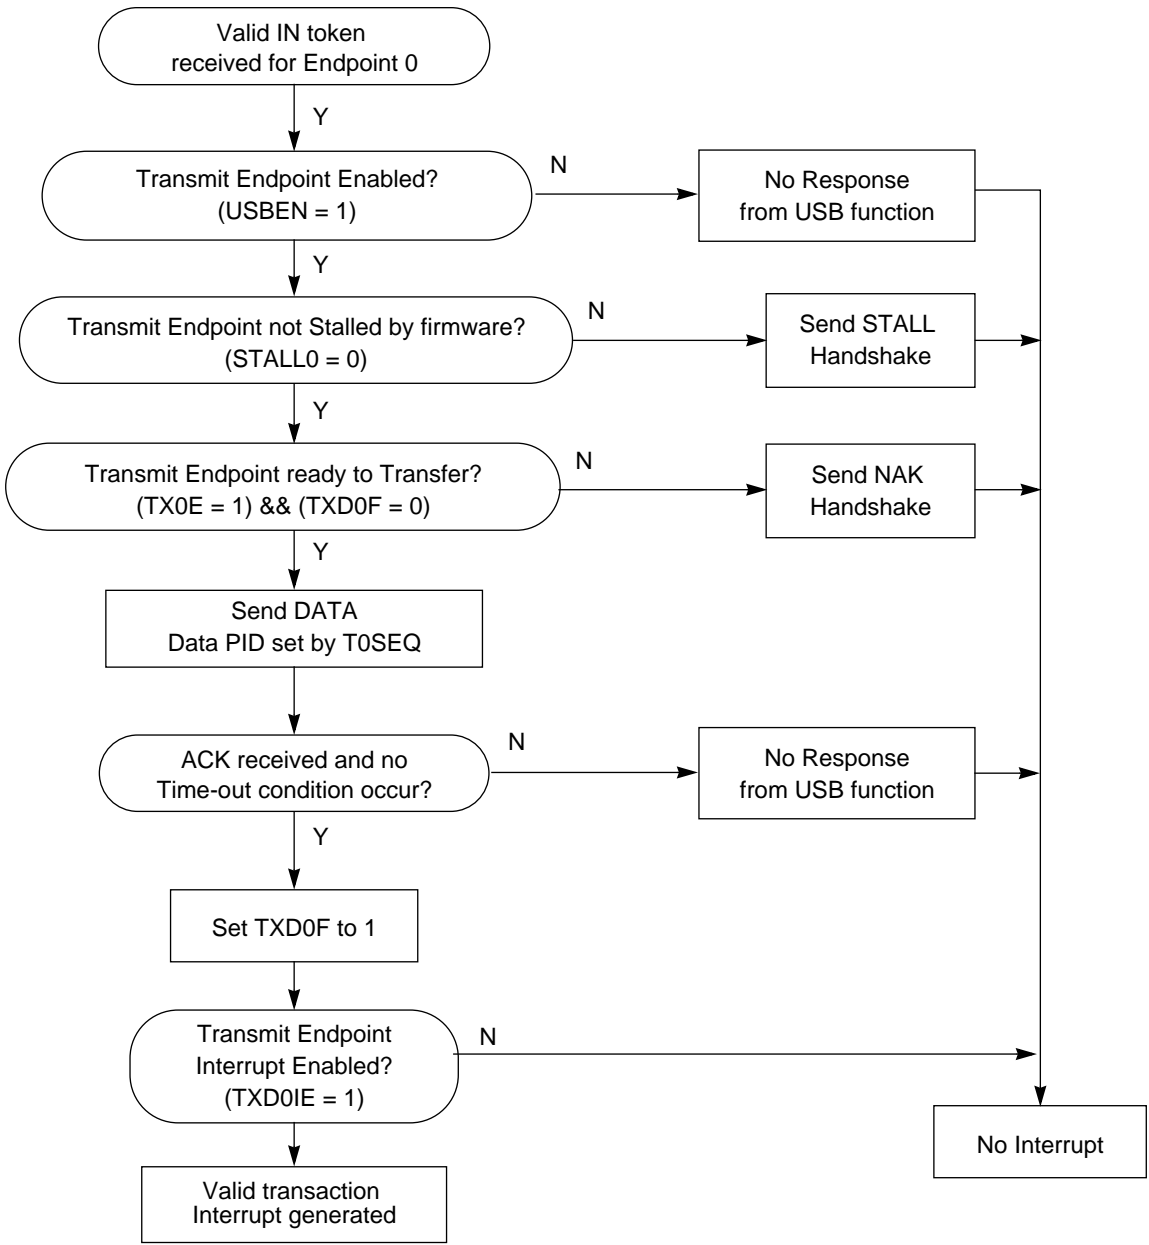 Valid IN token
received for Endpoint 0
Y
Transmit Endpoint Enabled?
(USBEN = 1)
N
No Response
from USB function
Y
Transmit Endpoint not Stalled by firmware?
(STALL0 = 0)
N
Send STALL
Handshake
Y
Transmit Endpoint ready to Transfer?
(TX0E = 1) && (TXD0F = 0)
N
Send NAK
Handshake
Y
Send DATA
Data PID set by T0SEQ
ACK received and no
Time-out condition occur?
N
No Response
from USB function
Y
Set TXD0F to 1
Transmit Endpoint
Interrupt Enabled?
(TXD0IE = 1)
N
No Interrupt
Valid transaction
Interrupt generated